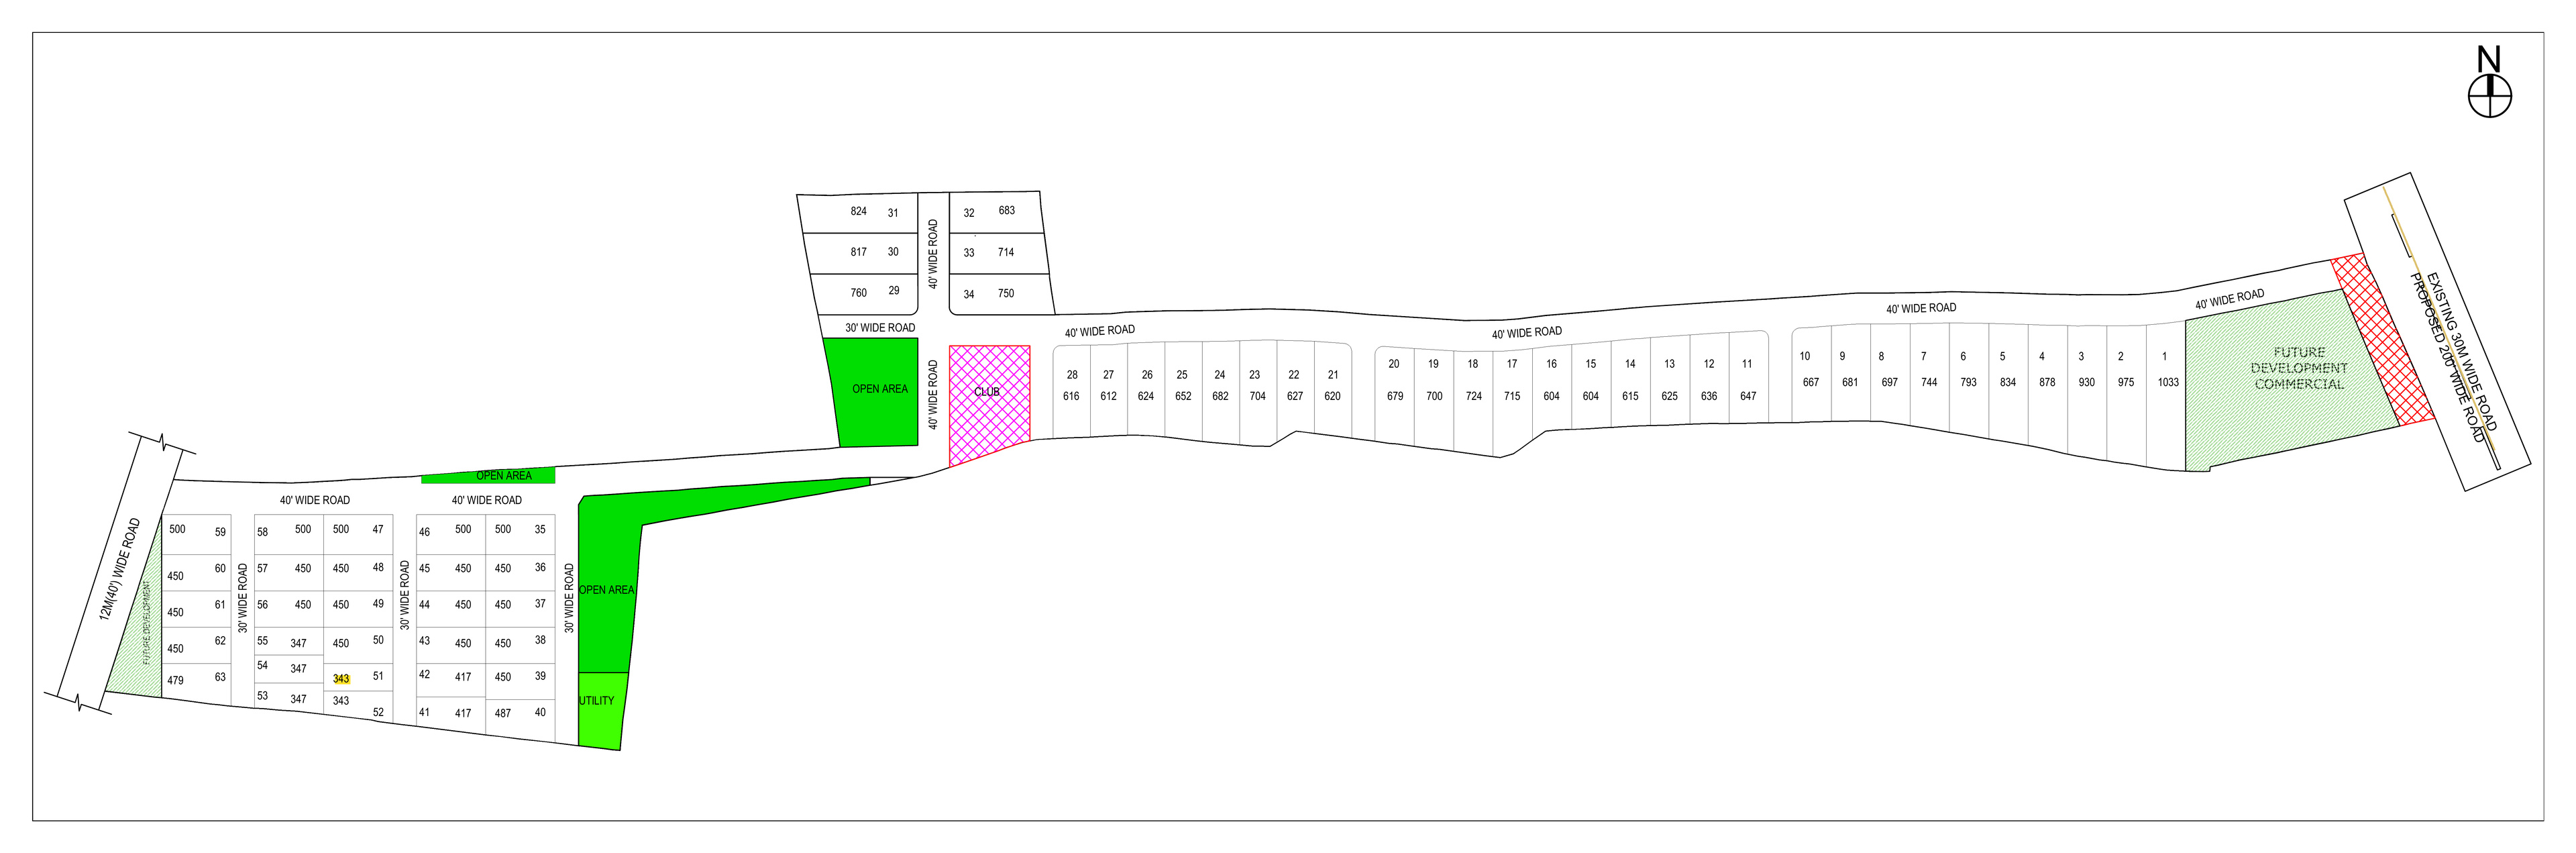 N
824 31
32 683
817 30
33 714
760 29
34 750
40' WIDE ROAD
30' WIDE ROAD
40' WIDE ROAD
40' WIDE ROAD
40' WIDE ROAD
40' WIDE ROAD
EXISTING 30M WIDE ROAD
PROPOSED 200' WIDE ROAD
OPEN AREA
40' WIDE ROAD
CLUB
28 27 26 25 24 23 22 21
616 612 624 652 682 704 627 620
20 19 18 17 16 15 14 13 12 11
679 700 724 715 604 604 615 625 636 647
10 9 8 7 6 5 4 3 2 1
667 681 697 744 793 834 878 930 975 1033
FUTURE
DEVELOPMENT
COMMERCIAL
OPEN AREA
40' WIDE ROAD
40' WIDE ROAD
12M(40') WIDE ROAD
FUTURE DEVELOPMENT
500 59
58 500 500 47
46 500 500 35
450 60
57 450 450 48
45 450 450 36
450 61
56 450 450 49
44 450 450 37
450 62
55 347 450 50
43 450 450 38
479 63
54 347 343 51
42 417 450 39
53 347 343 52
41 417 487 40
30' WIDE ROAD
30' WIDE ROAD
30' WIDE ROAD
OPEN AREA
UTILITY